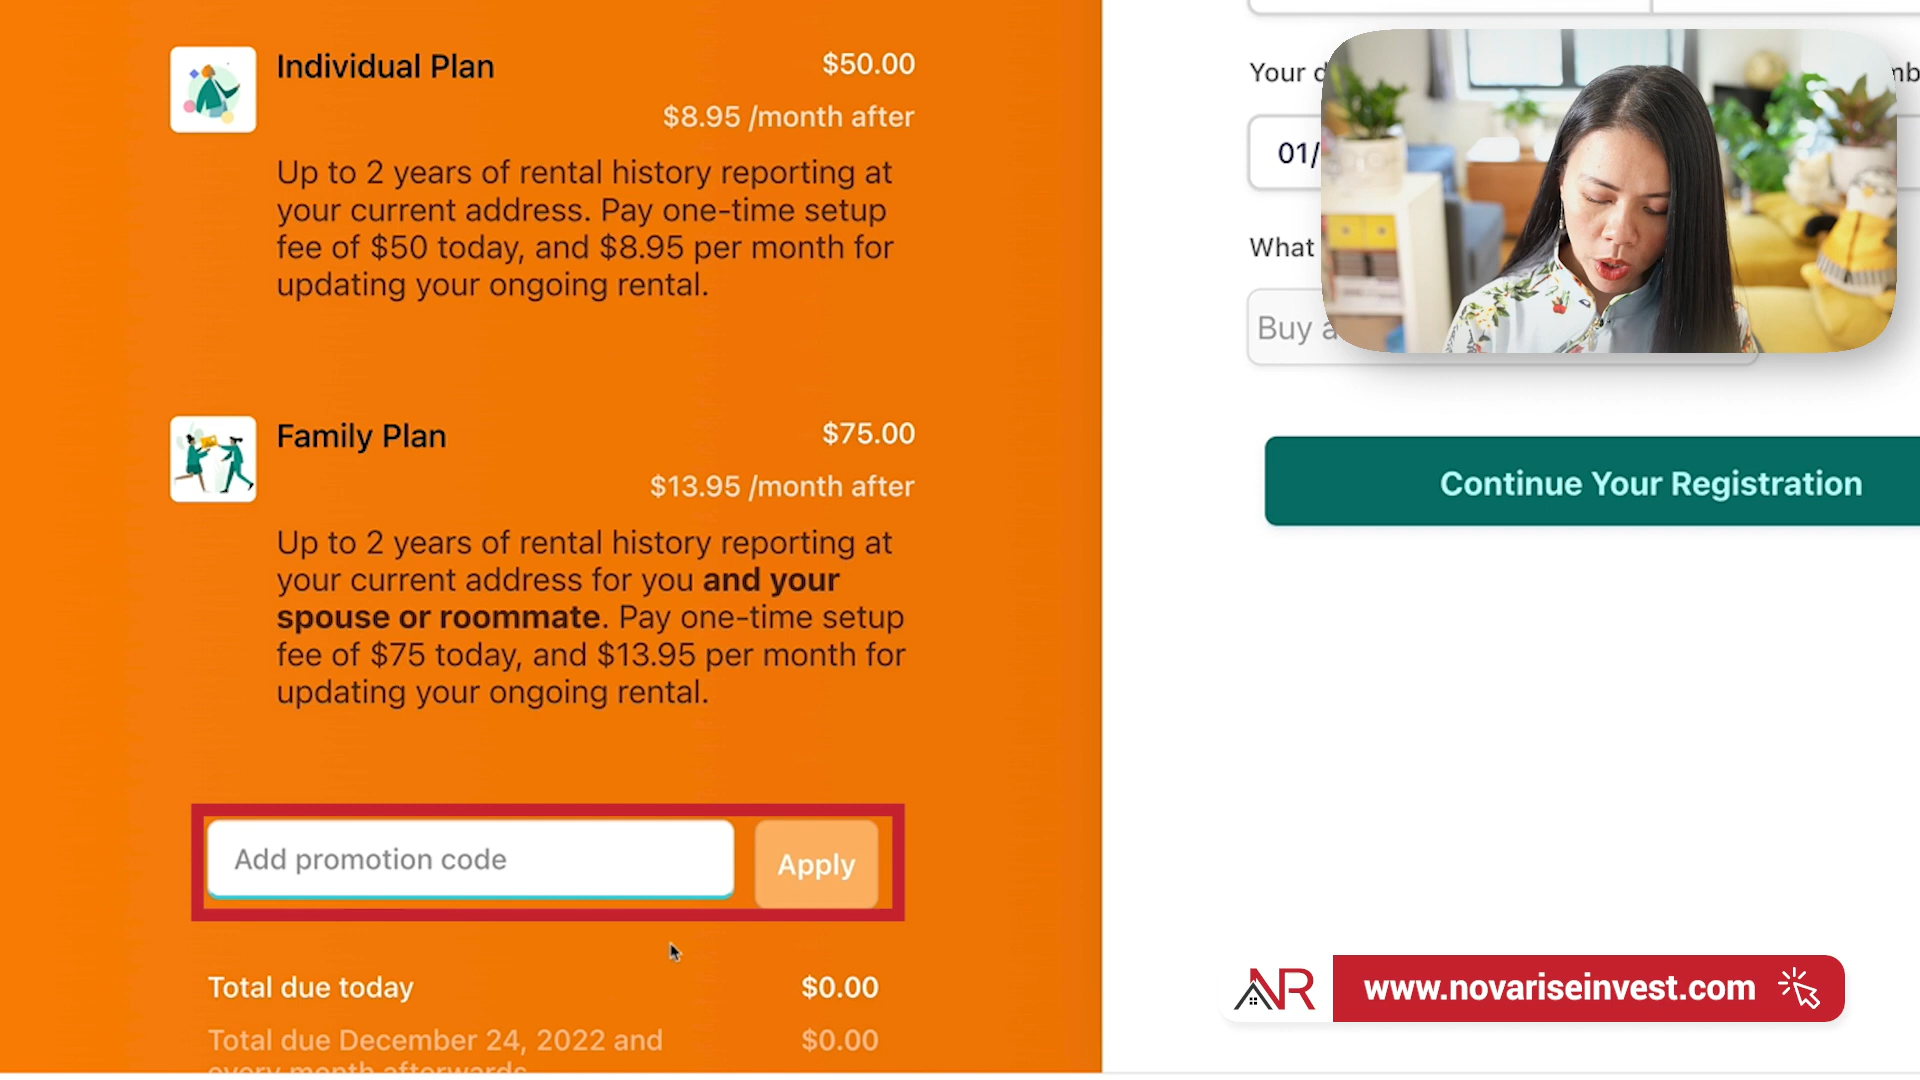 Individual Plan
$50.00
$8.95 /month after
Up to 2 years of rental history reporting at
your current address. Pay one-time setup
fee of $50 today, and $8.95 per month for
updating your ongoing rental.
Family Plan
$75.00
$13.95 /month after
Up to 2 years of rental history reporting at
your current address for you and your
spouse or roommate. Pay one-time setup
fee of $75 today, and $13.95 per month for
updating your ongoing rental.
Add promotion code
Apply
Total due today
$0.00
Total due December 24, 2022 and
$0.00
every month afterwards
Your
01/
What
Buy
Continue Your Registration
NR
www.novariseinvest.com